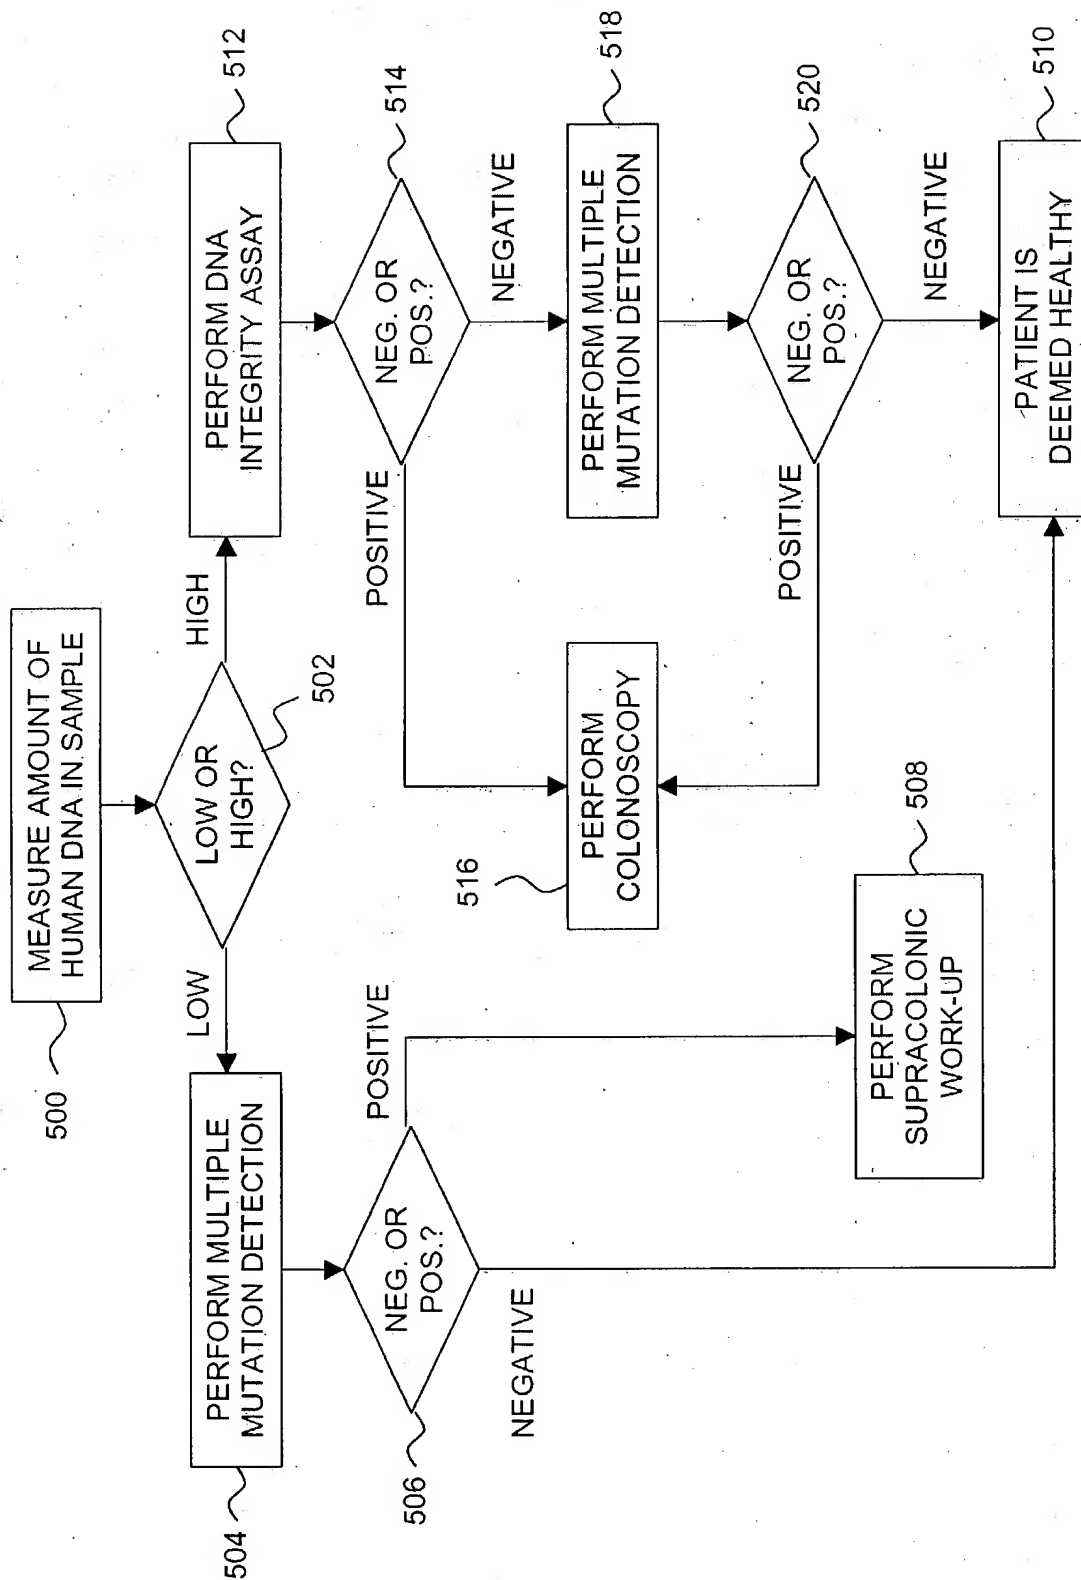 MEASURE AMOUNT OF
HUMAN DNA IN SAMPLE
500
LOW OR
HIGH?
502
LOW
HIGH
PERFORM MULTIPLE
MUTATION DETECTION
504
PERFORM DNA
INTEGRITY ASSAY
512
NEG. OR
POS.?
506
POSITIVE
NEGATIVE
NEG. OR
POS.?
514
POSITIVE
NEGATIVE
PERFORM
COLONOSCOPY
516
PERFORM MULTIPLE
MUTATION DETECTION
518
NEG. OR
POS.?
520
POSITIVE
NEGATIVE
PERFORM
SUPRACOLONIC
WORK-UP
508
PATIENT IS
DEEMED HEALTHY
510